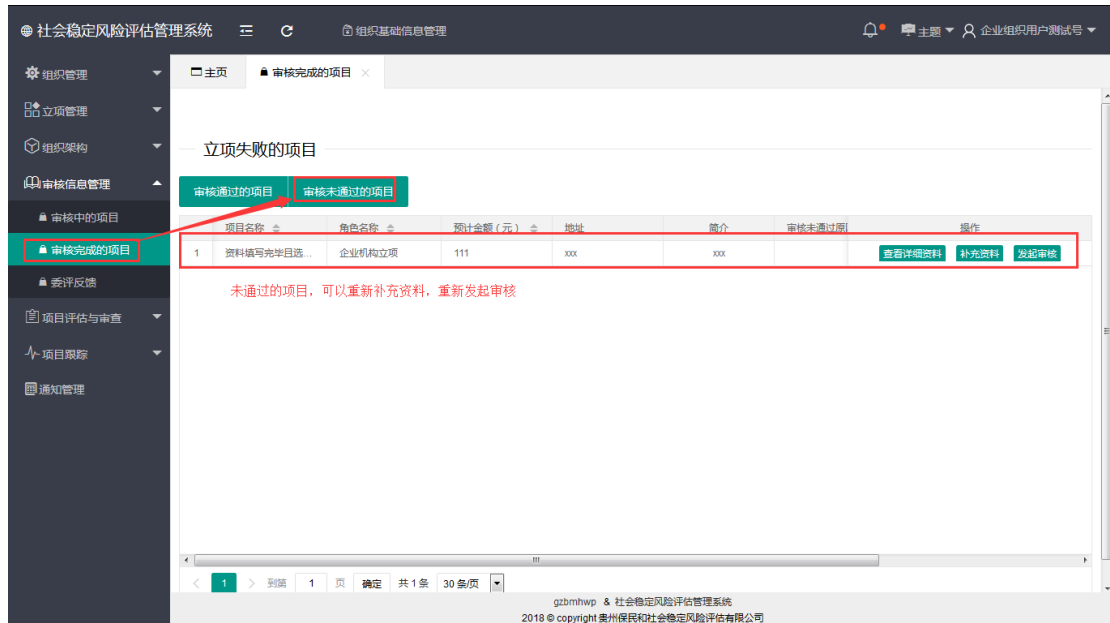 社会稳定风险评估管理系统 组织基础信息管理 主题 企业组织用户测试号
组织管理
立项管理
组织架构
审核信息管理
审核中的项目
审核完成的项目
委评反馈
项目评估与审查
项目跟踪
通知管理
主页 审核完成的项目
立项失败的项目
审核通过的项目 审核未通过的项目
项目名称 角色名称 预计金额(元) 地址 简介 审核未通过原 操作
1 资料填写完毕且选... 企业机构立项 111 xxx xxx 查看详细资料 补充资料 发起审核
未通过的项目，可以重新补充资料，重新发起审核
1 到第 1 页 确定 共 1 条 30 条/页
gzbmhwp & 社会稳定风险评估管理系统
2018 © copyright 贵州保民和社会稳定风险评估有限公司